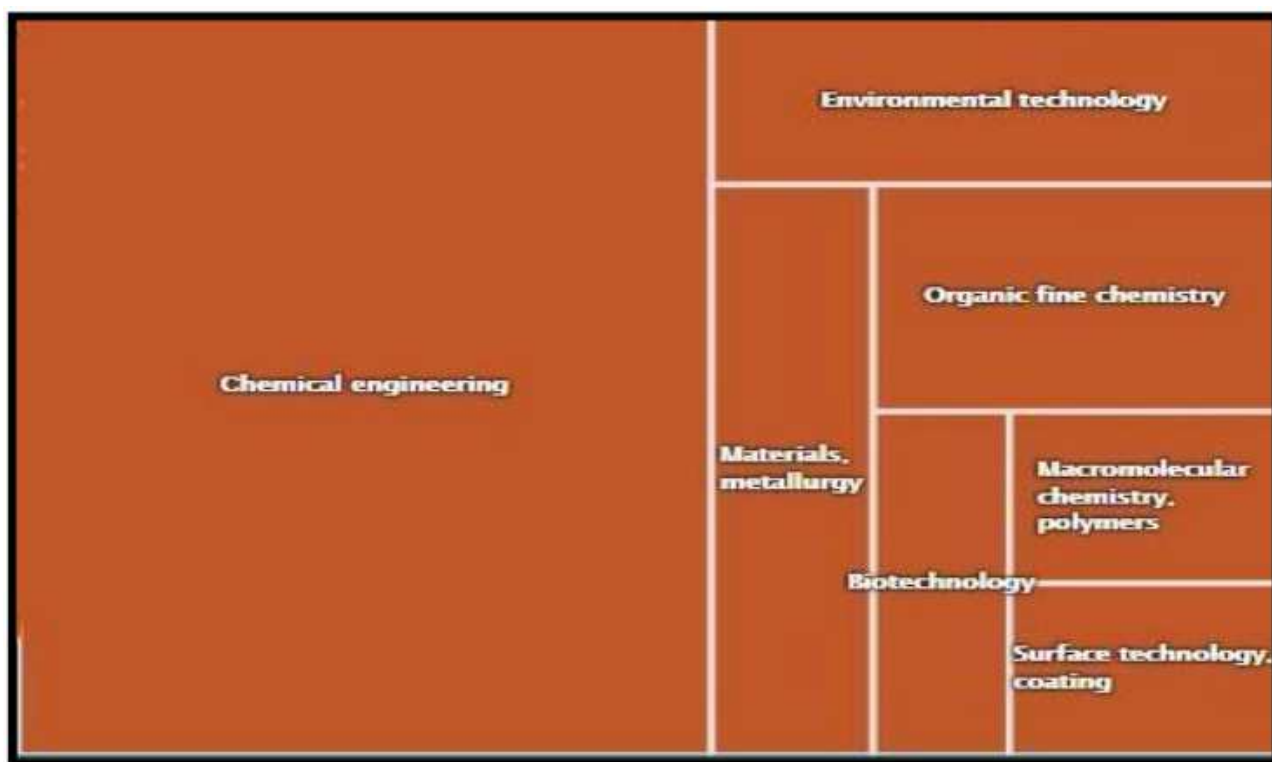 Environmental technology
Organic fine chemistry
Chemical engineering
Materials,
metallurgy
Macromolecular
chemistry,
polymers
Biotechnology
Surface technology,
coating